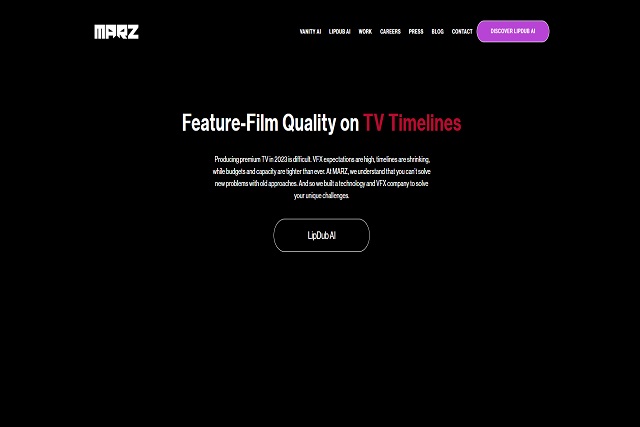 MARZ
VANITY AI LIPDUB AI WORK CAREERS PRESS BLOG CONTACT DISCOVER LIPDUB AI
Feature-Film Quality on TV Timelines
Producing premium TV in 2023 is difficult. VFX expectations are high, timelines are shrinking,
while budgets and capacity are tighter than ever. At MARZ, we understand that you can't solve
new problems with old approaches. And so we built a technology and VFX company to solve
your unique challenges.
LipDub AI